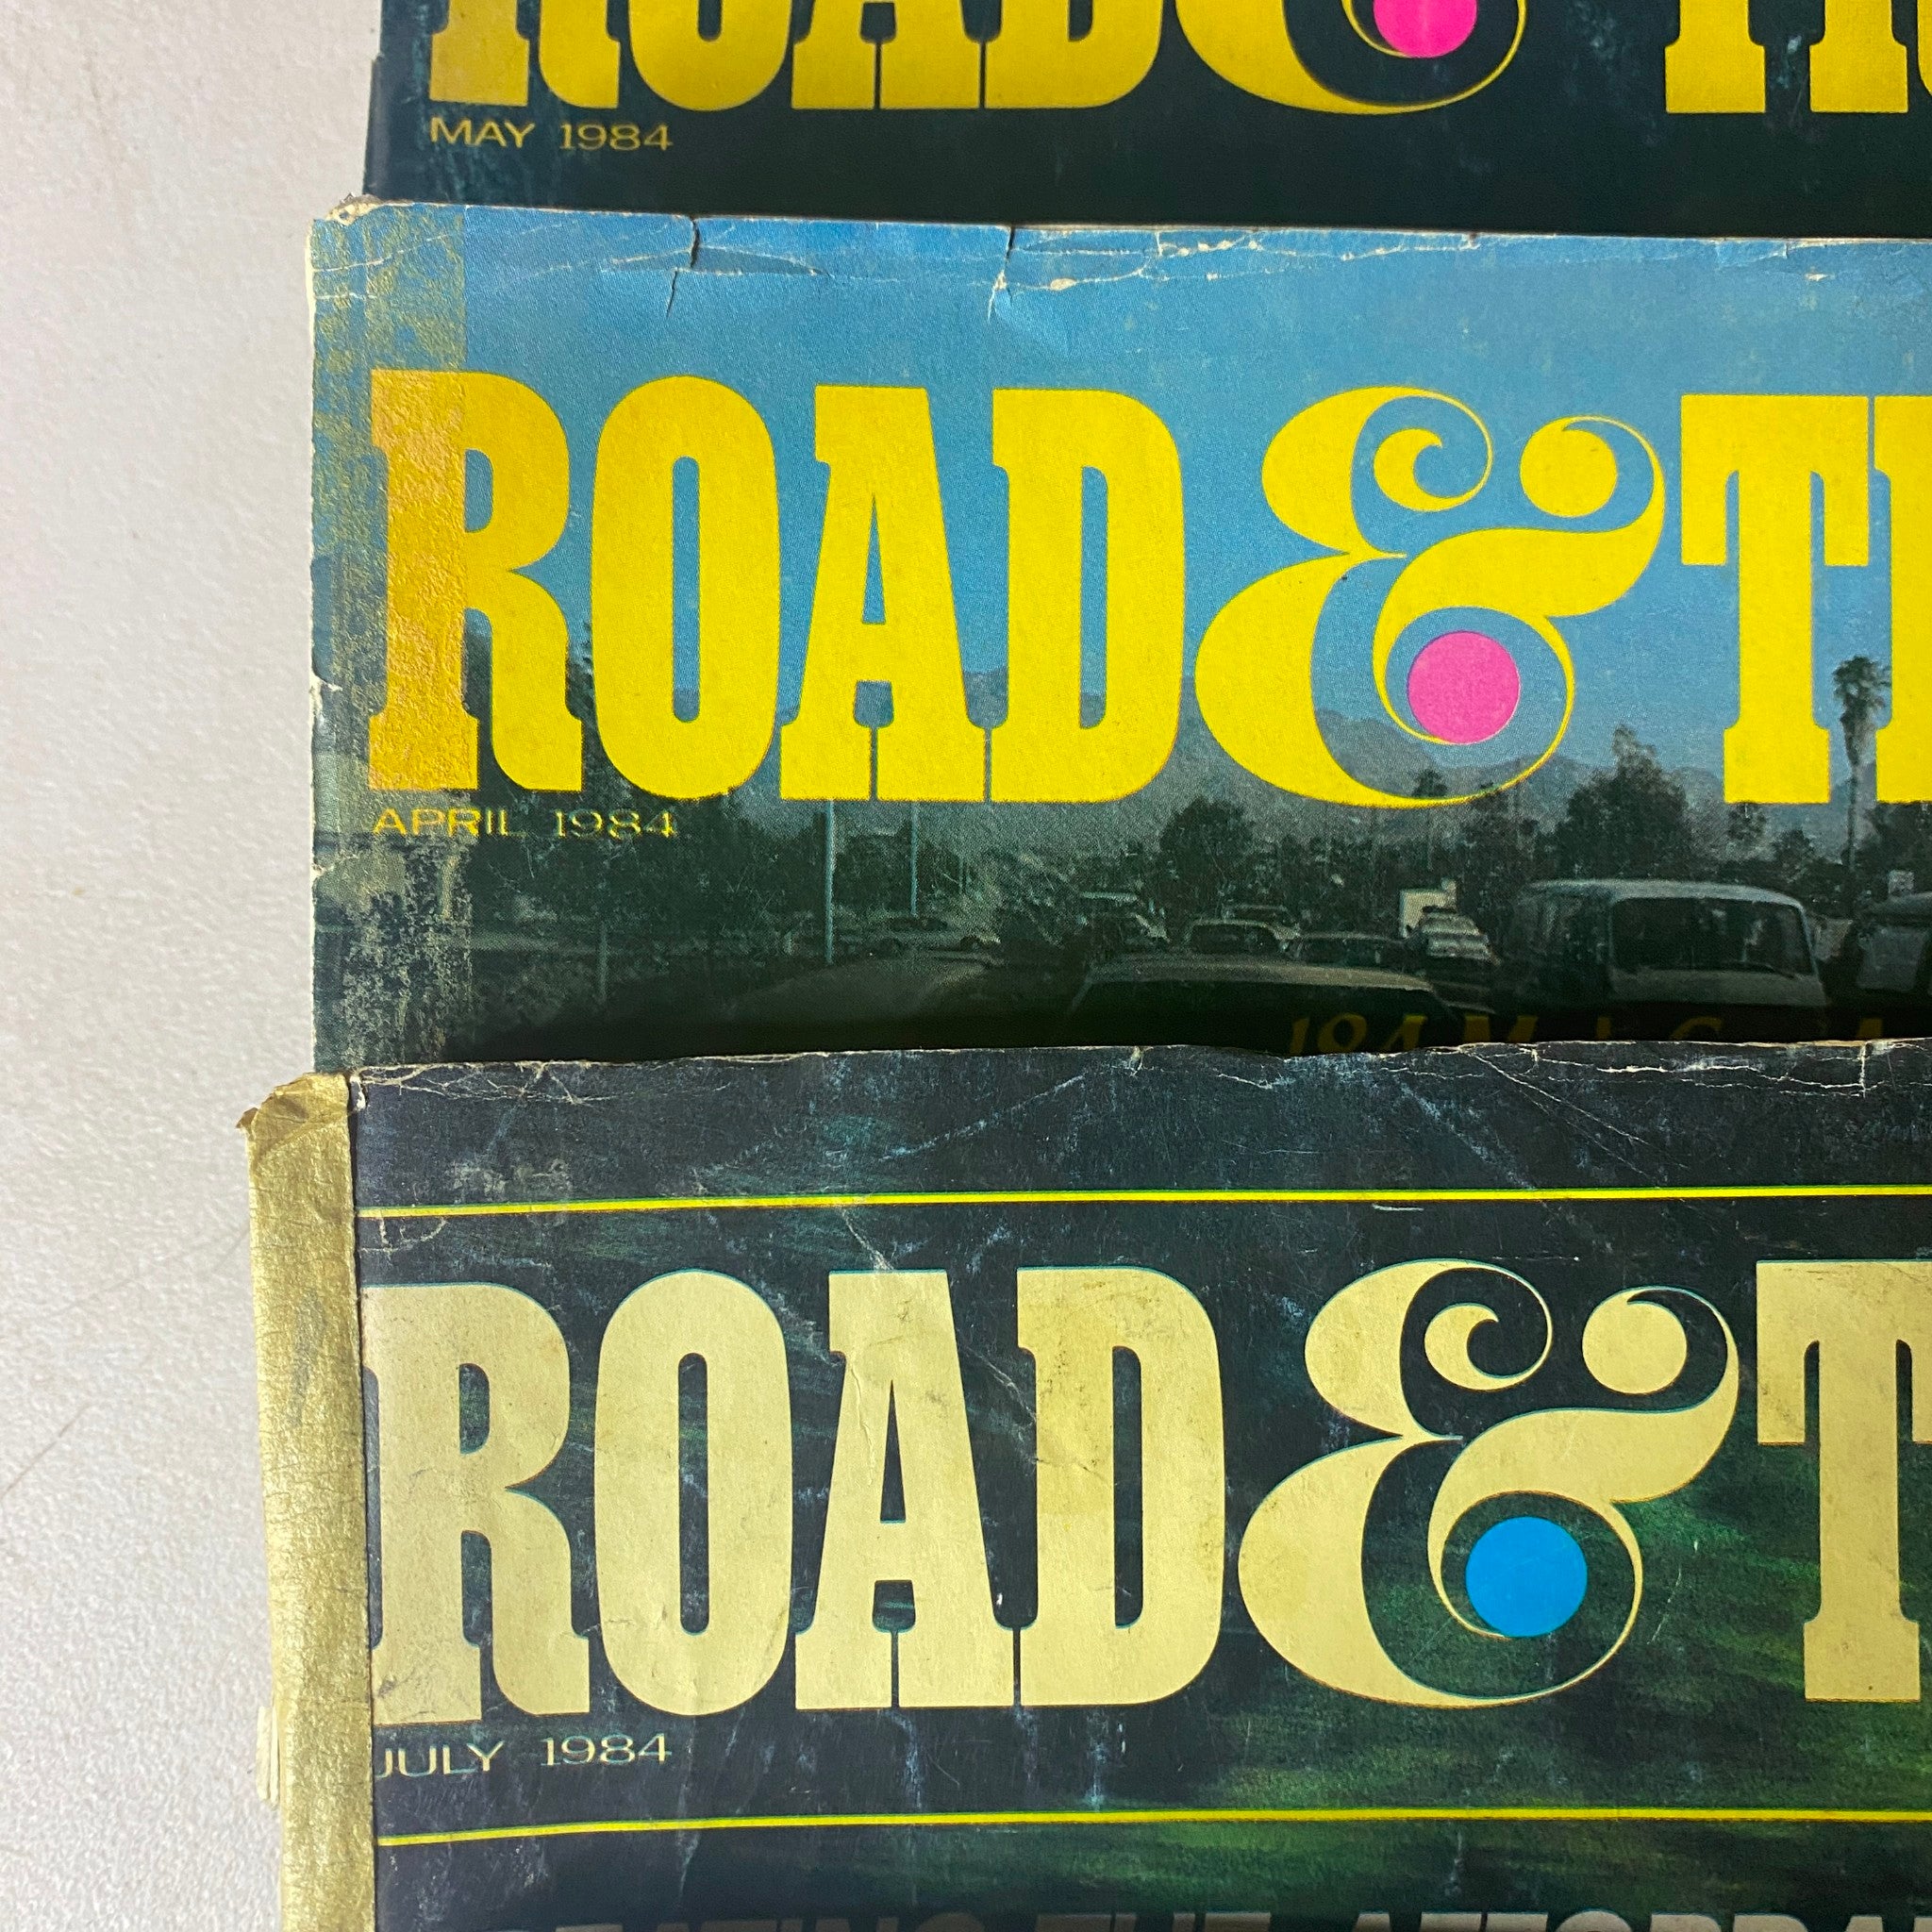 ROAD & T
MAY 1984
ROAD & T
APRIL 1984
ROAD & T
JULY 1984